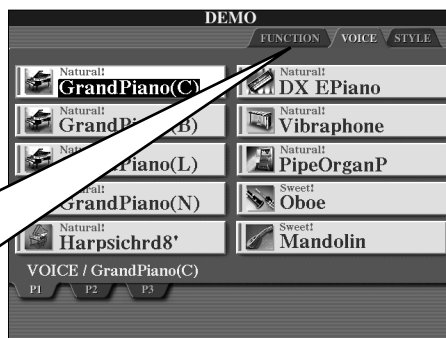 DEMO
FUNCTION VOICE STYLE
Natural!
GrandPiano(C)
Natural!
DX EPiano
Natural!
Natural!
Vibraphone
Natural!
PipeOrganP
GrandPiano(N)
Sweet!
Oboe
Natural!
Harpsichrd8'
Sweet!
Mandolin
VOICE / GrandPiano(C)
P1 P2 P3